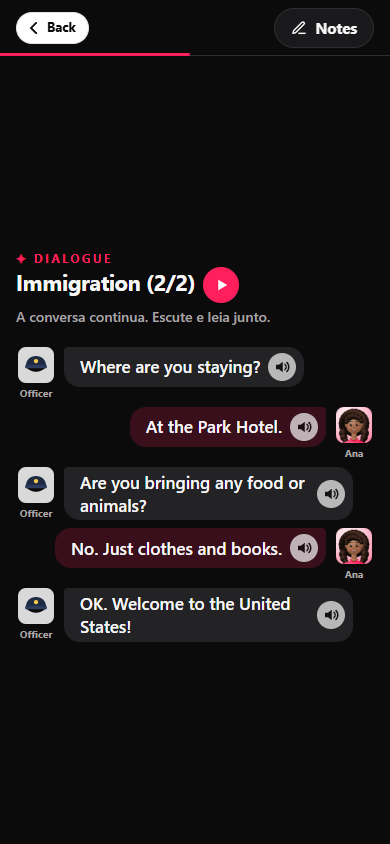 Back
Notes
DIALOGUE
Immigration (2/2)
A conversa continua. Escute e leia junto.
Where are you staying?
Officer
At the Park Hotel.
Ana
Are you bringing any food or
animals?
Officer
No. Just clothes and books.
Ana
OK. Welcome to the United
States!
Officer